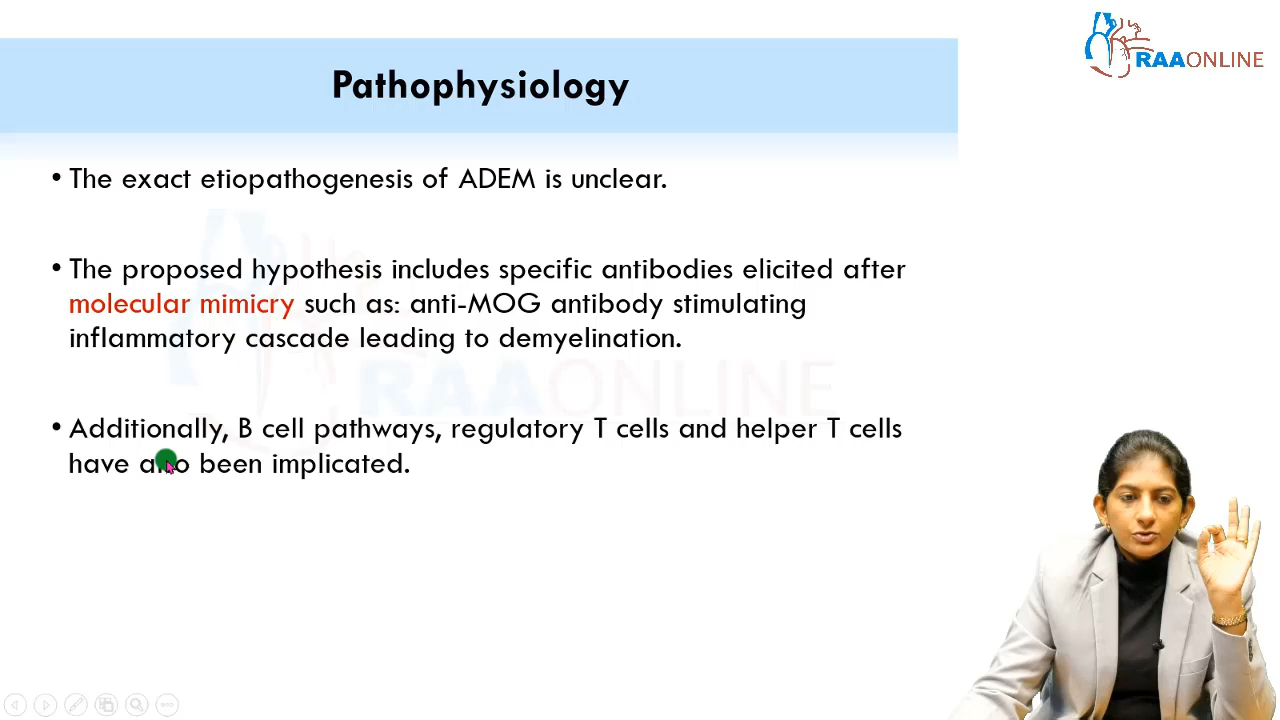 RAAONLINE
Pathophysiology
• The exact etiopathogenesis of ADEM is unclear.
• The proposed hypothesis includes specific antibodies elicited after
molecular mimicry such as: anti-MOG antibody stimulating
inflammatory cascade leading to demyelination.
RAAONLINE
• Additionally, B cell pathways, regulatory T cells and helper T cells
have also been implicated.